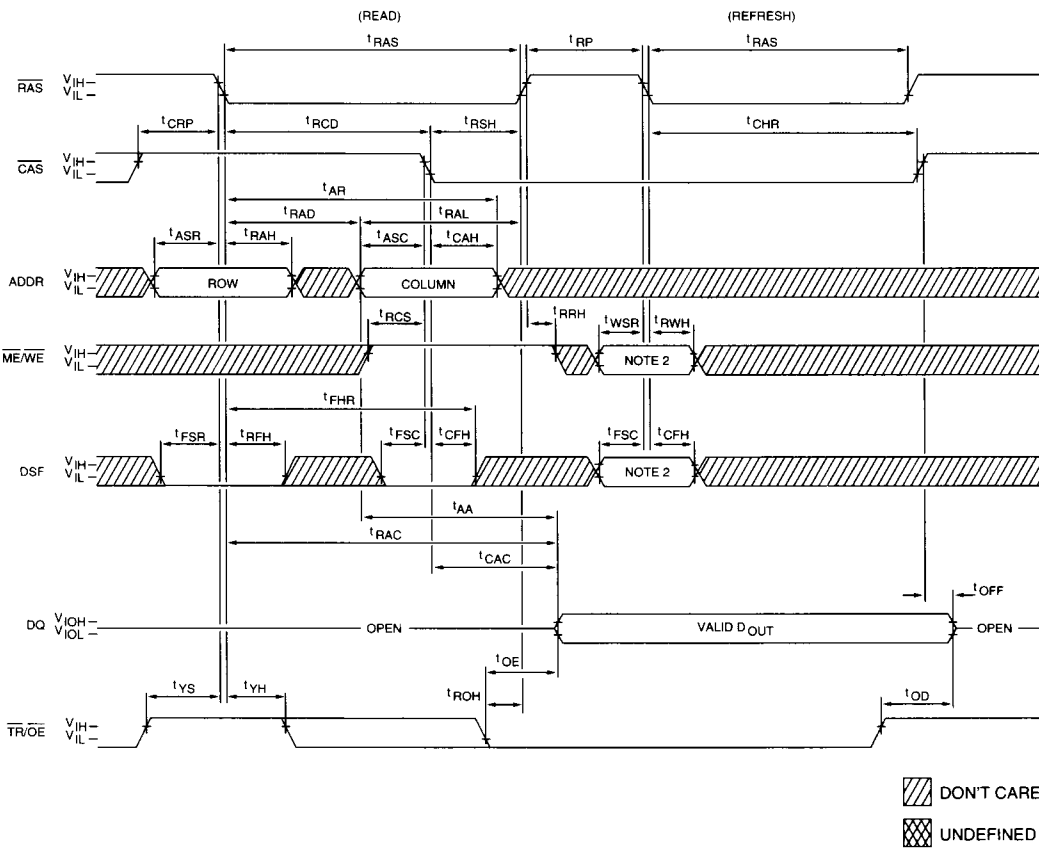 (READ) (REFRESH)
tRAS tRP tRAS
RAS VIH VIL
tCRP tRCD tRSH tCHR
CAS VIH VIL
tAR
tRAD tRAL
tASR tRAH tASC tCAH
ADDR VIH VIL ROW COLUMN
tRCS tRRH tWSR tRWH
ME/WE VIH VIL NOTE 2
tFHR
tFSR tRFH tFSC tCFH tFSC tCFH
DSF VIH VIL NOTE 2
tAA
tRAC
tCAC
tOFF
DQ VIOH VIOL OPEN VALID DOUT OPEN
tOE
tYS tYH tROH tOD
TR/OE VIH VIL
DON'T CARE
UNDEFINED